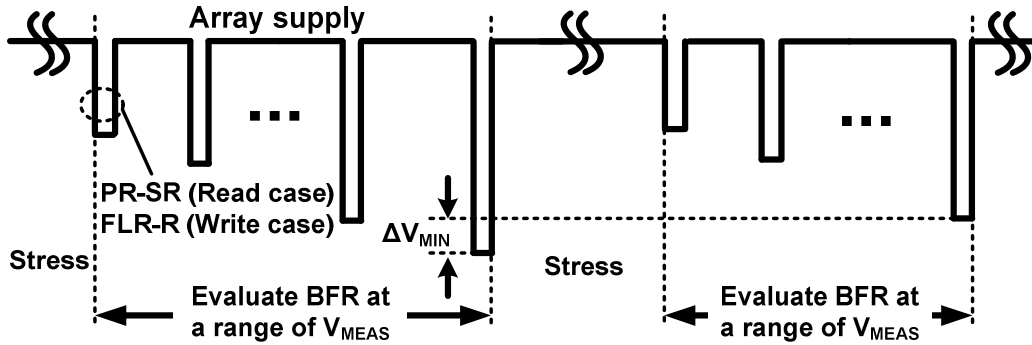 Array supply
PR-SR (Read case)
FLR-R (Write case)
ΔVMIN
Stress
Stress
Evaluate BFR at
a range of VMEAS
Evaluate BFR at
a range of VMEAS